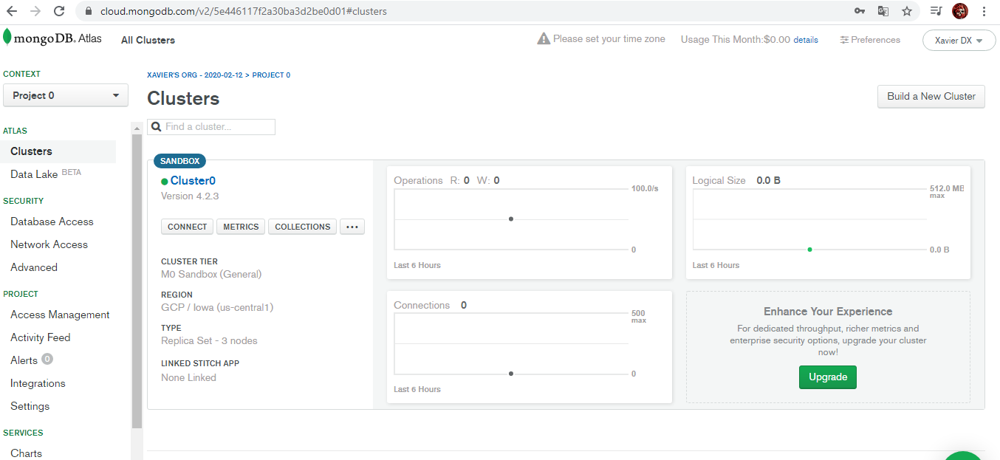 cloud.mongodb.com/v2/5e446117f2a30ba3d2be0d01#clusters
mongoDB. Atlas
All Clusters
Please set your time zone
Usage This Month:$0.00 details
Preferences
Xavier DX
CONTEXT
Project 0
ATLAS
Clusters
Data Lake BETA
SECURITY
Database Access
Network Access
Advanced
PROJECT
Access Management
Activity Feed
Alerts 0
Integrations
Settings
SERVICES
Charts
XAVIER'S ORG - 2020-02-12 > PROJECT 0
Clusters
Build a New Cluster
Find a cluster...
SANDBOX
Cluster0
Version 4.2.3
CONNECT METRICS COLLECTIONS ...
CLUSTER TIER
M0 Sandbox (General)
REGION
GCP / Iowa (us-central1)
TYPE
Replica Set - 3 nodes
LINKED STITCH APP
None Linked
Operations R: 0 W: 0
100.0/s
0
Last 6 Hours
Logical Size 0.0 B
512.0 MB
max
0.0 B
Last 6 Hours
Connections 0
500
max
0
Last 6 Hours
Enhance Your Experience
For dedicated throughput, richer metrics and
enterprise security options, upgrade your cluster
now!
Upgrade